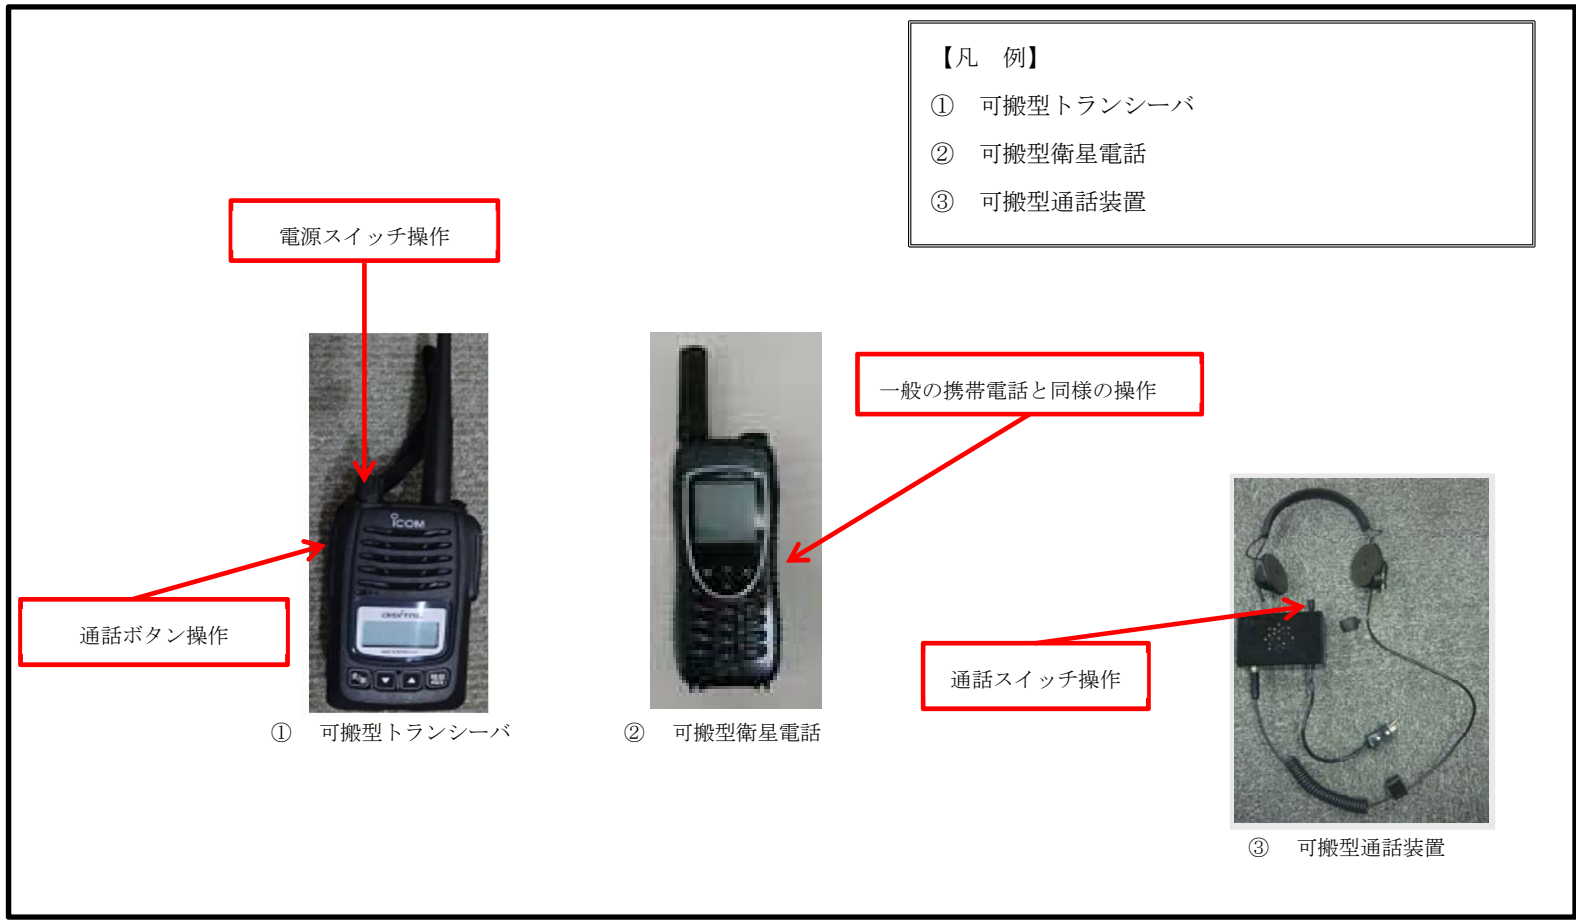 【凡　例】
①　可搬型トランシーバ
②　可搬型衛星電話
③　可搬型通話装置
電源スイッチ操作
一般の携帯電話と同様の操作
ICOM
通話ボタン操作
通話スイッチ操作
①　可搬型トランシーバ
②　可搬型衛星電話
③　可搬型通話装置